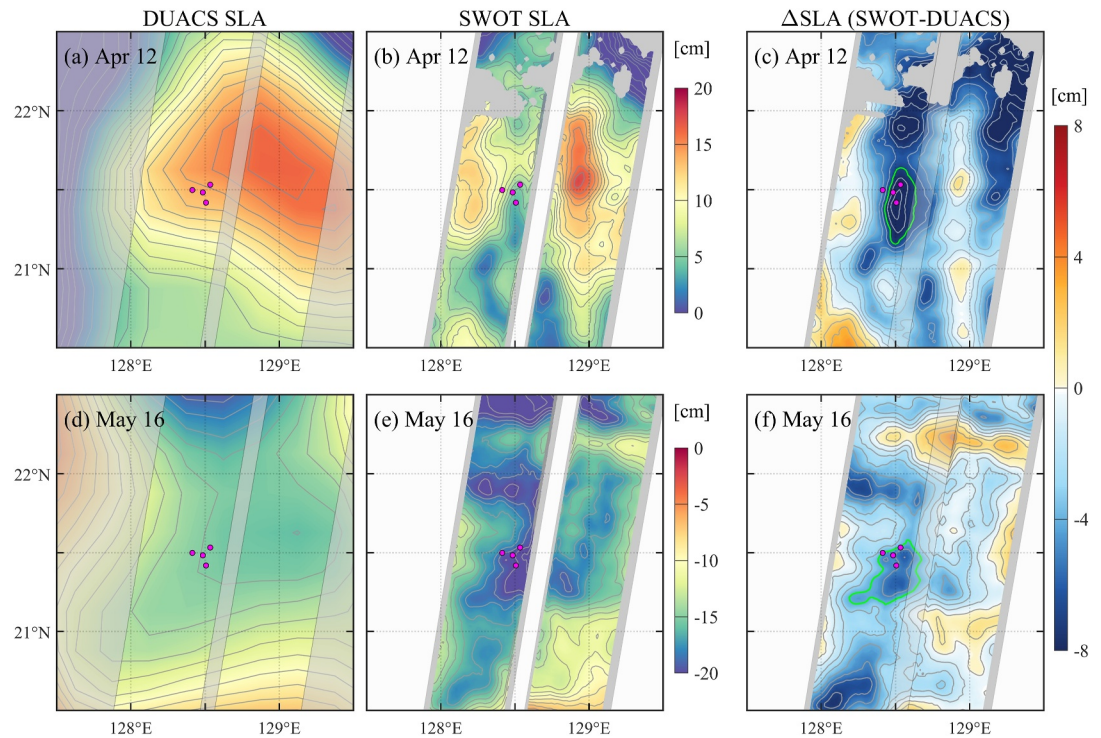 DUACS SLA
SWOT SLA
ΔSLA (SWOT-DUACS)
(a) Apr 12
(b) Apr 12
[cm]
(c) Apr 12
[cm]
22°N
21°N
128°E
129°E
128°E
129°E
128°E
129°E
20
15
10
5
0
8
4
0
-4
-8
(d) May 16
(e) May 16
[cm]
(f) May 16
22°N
21°N
128°E
129°E
128°E
129°E
128°E
129°E
0
-5
-10
-15
-20